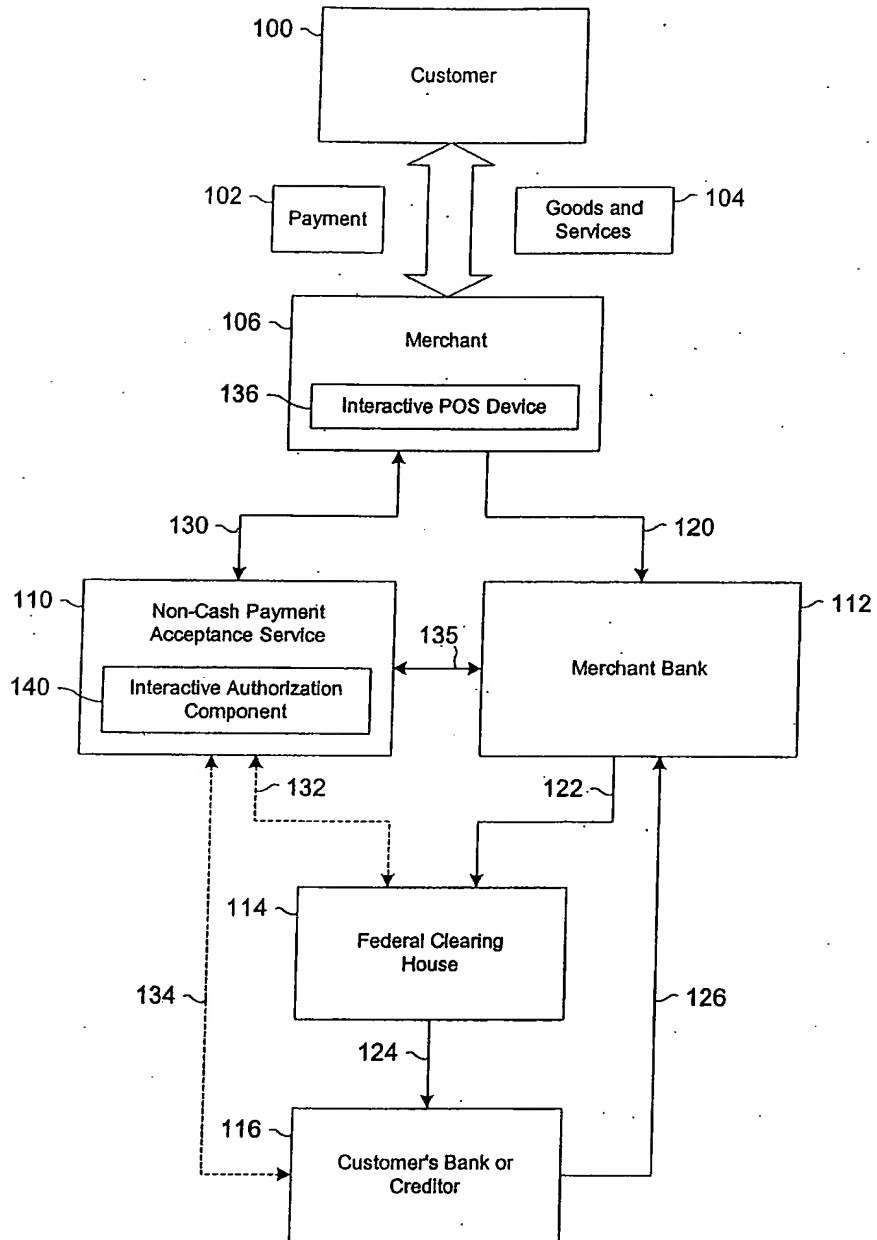 100
Customer
102
Payment
Goods and
Services
104
106
Merchant
136
Interactive POS Device
130
120
110
Non-Cash Payment
Acceptance Service
140
Interactive Authorization
Component
135
Merchant Bank
112
132
122
114
Federal Clearing
House
134
126
124
116
Customer's Bank or
Creditor